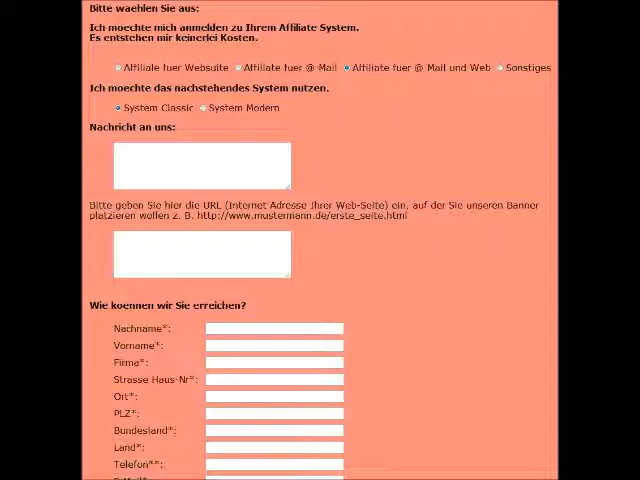 Bitte waehlen Sie aus:
Ich moechte mich anmelden zu Ihrem Affiliate System.
Es entstehen mir keinerlei Kosten.
Affiliate fuer Webseite Affiliate fuer @ Mail Affiliate fuer @ Mail und Web Sonstiges
Ich moechte das nachstehendes System nutzen.
System Classic System Modern
Nachricht an uns:
Bitte geben Sie hier die URL (Internet Adresse Jhrer Web-Seite) ein, auf der Sie unseren Banner
platzieren wollen z. B. http://www.mustermann.de/erste_seite.html
Wie koennen wir Sie erreichen?
Nachname*:
Vorname*:
Firma*:
Strasse Haus-Nr*:
Ort*:
PLZ*:
Bundesland*:
Land*:
Telefon**: